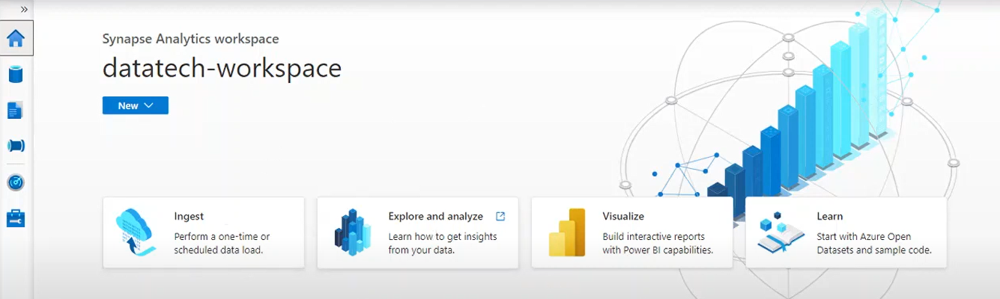 »
Synapse Analytics workspace
datatech-workspace
New
Ingest
Perform a one-time or
scheduled data load.
Explore and analyze
Learn how to get insights
from your data.
Visualize
Build interactive reports
with Power BI capabilities.
Learn
Start with Azure Open
Datasets and sample code.